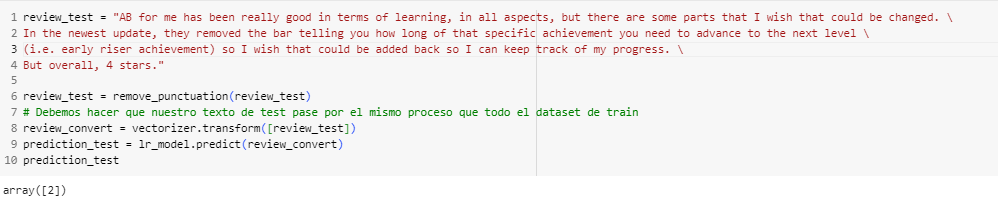 1 review_test = "AB for me has been really good in terms of learning, in all aspects, but there are some parts that I wish that could be changed. \
2 In the newest update, they removed the bar telling you how long of that specific achievement you need to advance to the next level \
3 (i.e. early riser achievement) so I wish that could be added back so I can keep track of my progress. \
4 But overall, 4 stars."
5
6 review_test = remove_punctuation(review_test)
7 # Debemos hacer que nuestro texto de test pase por el mismo proceso que todo el dataset de train
8 review_convert = vectorizer.transform([review_test])
9 prediction_test = lr_model.predict(review_convert)
10 prediction_test
array([2])